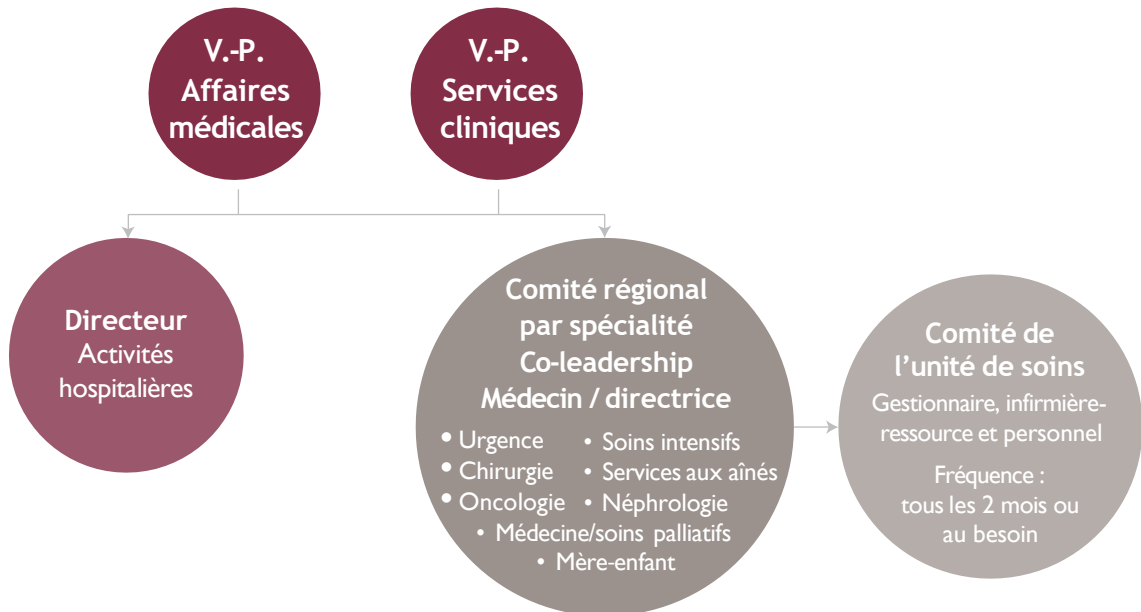 V.-P.
Affaires
médicales
V.-P.
Services
cliniques
Directeur
Activités
hospitalières
Comité régional
par spécialité
Co-leadership
Médecin / directrice
• Urgence
• Chirurgie
• Oncologie
• Soins intensifs
• Services aux aînés
• Néphrologie
• Médecine/soins palliatifs
• Mère-enfant
Comité de
l’unité de soins
Gestionnaire, infirmière-
ressource et personnel
Fréquence :
tous les 2 mois ou
au besoin